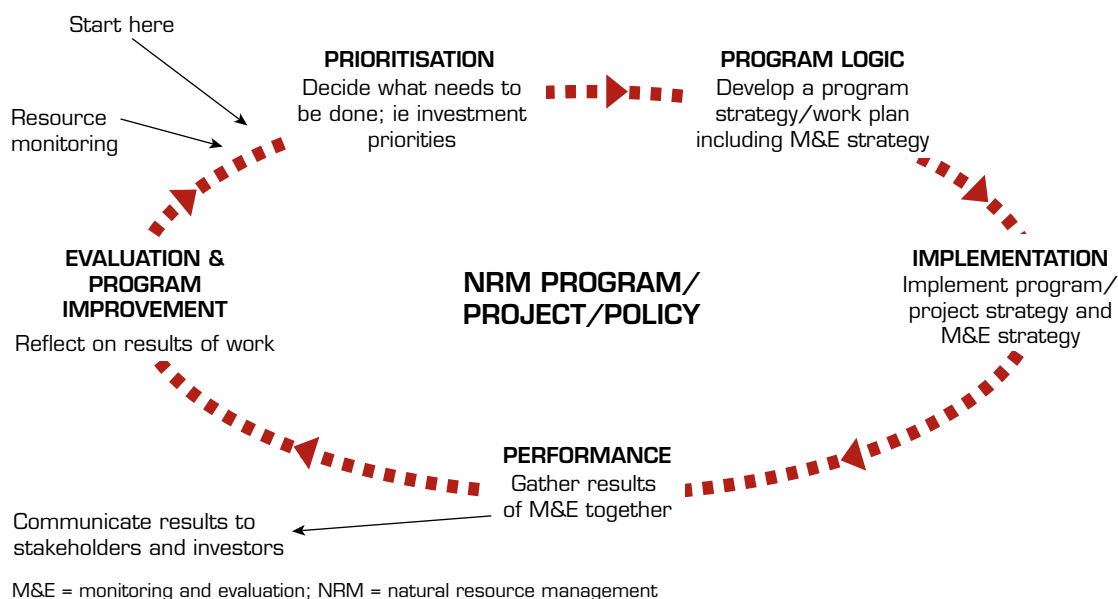 Start here
Resource
monitoring
PRIORITISATION
Decide what needs to
be done; ie investment
priorities
PROGRAM LOGIC
Develop a program
strategy/work plan
including M&E strategy
IMPLEMENTATION
Implement program/
project strategy and
M&E strategy
EVALUATION &
PROGRAM
IMPROVEMENT
Reflect on results of work
NRM PROGRAM/
PROJECT/POLICY
PERFORMANCE
Gather results
of M&E together
Communicate results to
stakeholders and investors
M&E = monitoring and evaluation; NRM = natural resource management